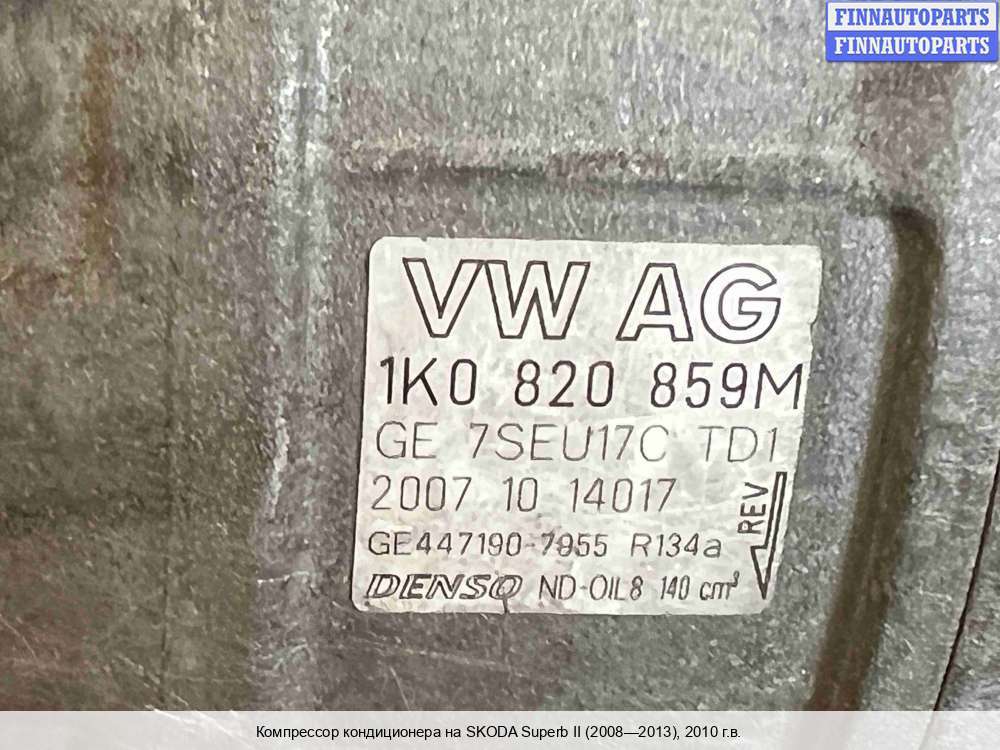 FINNAUTOPARTS
FINNAUTOPARTS
VW AG
1K0 820 859M
GE 7SEU17C TD1
2007 10 14017
REV
GE447190-7955 R134a
DENSO ND-OIL8 140 cm³
Компрессор кондиционера на SKODA Superb II (2008—2013), 2010 г.в.